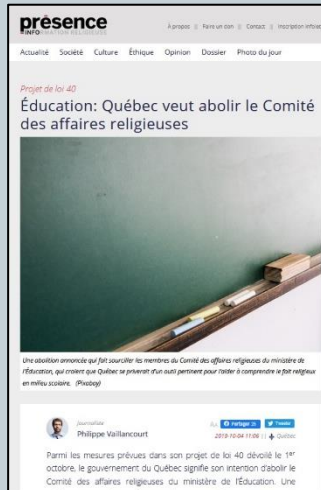 présence
INFORMATION RELIGIEUSE
À propos || Faire un don || Contact || Inscription infolet
Actualité Société Culture Éthique Opinion Dossier Photo du jour
Projet de loi 40
Éducation: Québec veut abolir le Comité
des affaires religieuses
Une abolition annoncée qui fait sourciller les membres du Comité des affaires religieuses du ministère de
l'Éducation, qui croient que Québec se priverait d'un outil pertinent pour l'aider à comprendre le fait religieux
en milieu scolaire. (Pixabay)
Journaliste
Philippe Vaillancourt
Partager 21 Tweeter
2019-10-04 11:06 || Québec
Parmi les mesures prévues dans son projet de loi 40 dévoilé le 1er
octobre, le gouvernement du Québec signifie son intention d'abolir le
Comité des affaires religieuses du ministère de l'Éducation. Une